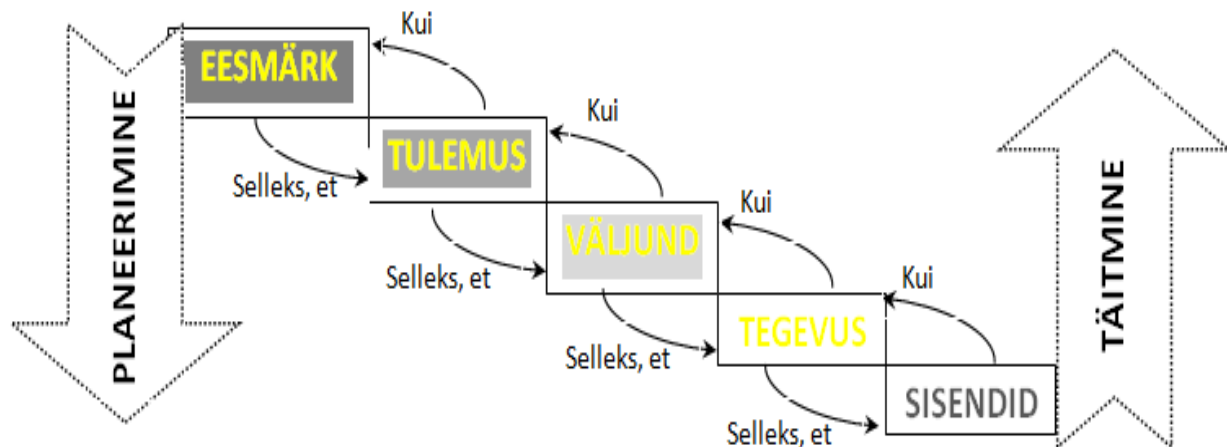 Kui
EESMÄRK
Kui
TULEMUS
Selleks, et
Kui
VÄLJUND
Selleks, et
Kui
TEGEVUS
Selleks, et
SISENDID
Selleks, et
PLANEERIMINE
TÄITMINE